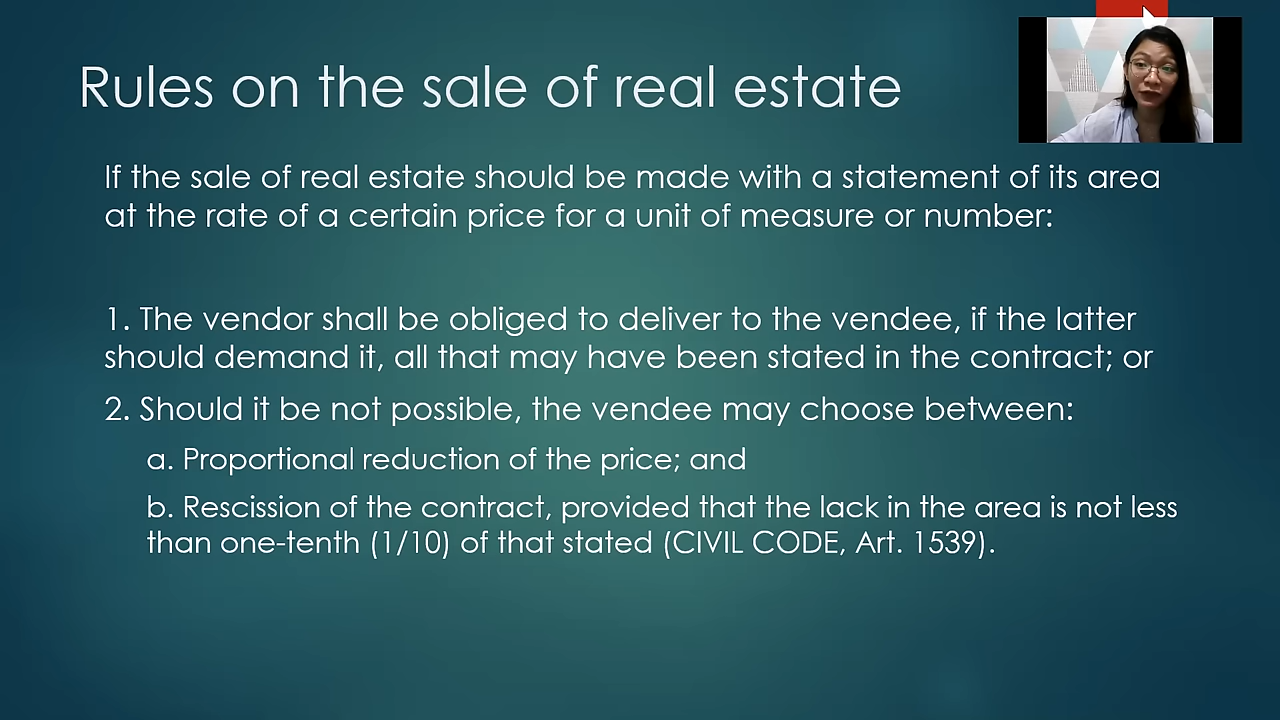 Rules on the sale of real estate
If the sale of real estate should be made with a statement of its area
at the rate of a certain price for a unit of measure or number:
1. The vendor shall be obliged to deliver to the vendee, if the latter
should demand it, all that may have been stated in the contract; or
2. Should it be not possible, the vendee may choose between:
a. Proportional reduction of the price; and
b. Rescission of the contract, provided that the lack in the area is not less
than one-tenth (1/10) of that stated (CIVIL CODE, Art. 1539).